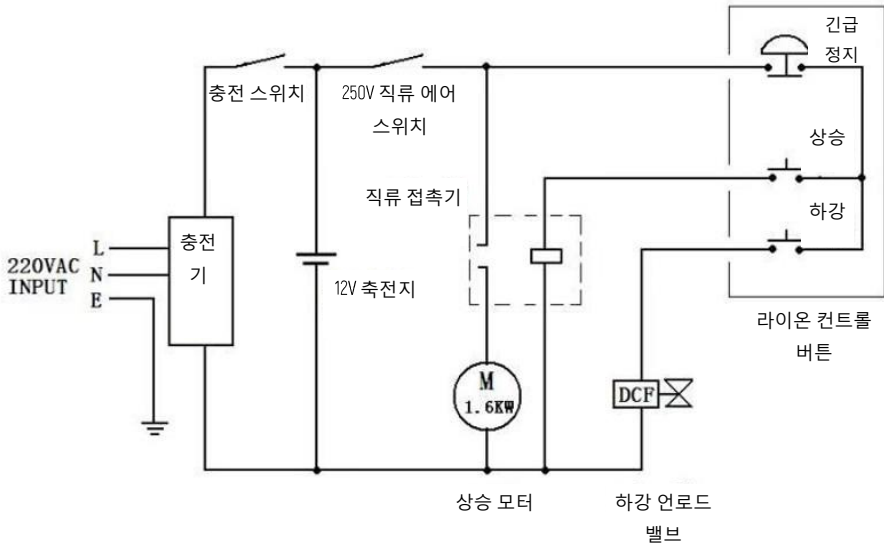 긴급
정지
충전 스위치
250V 직류 에어
스위치
상승
직류 접촉기
하강
충전
기
220VAC
INPUT
L
N
E
12V 축전지
라이온 컨트롤
버튼
M
1.6KW
DCF
상승 모터
하강 언로드
밸브